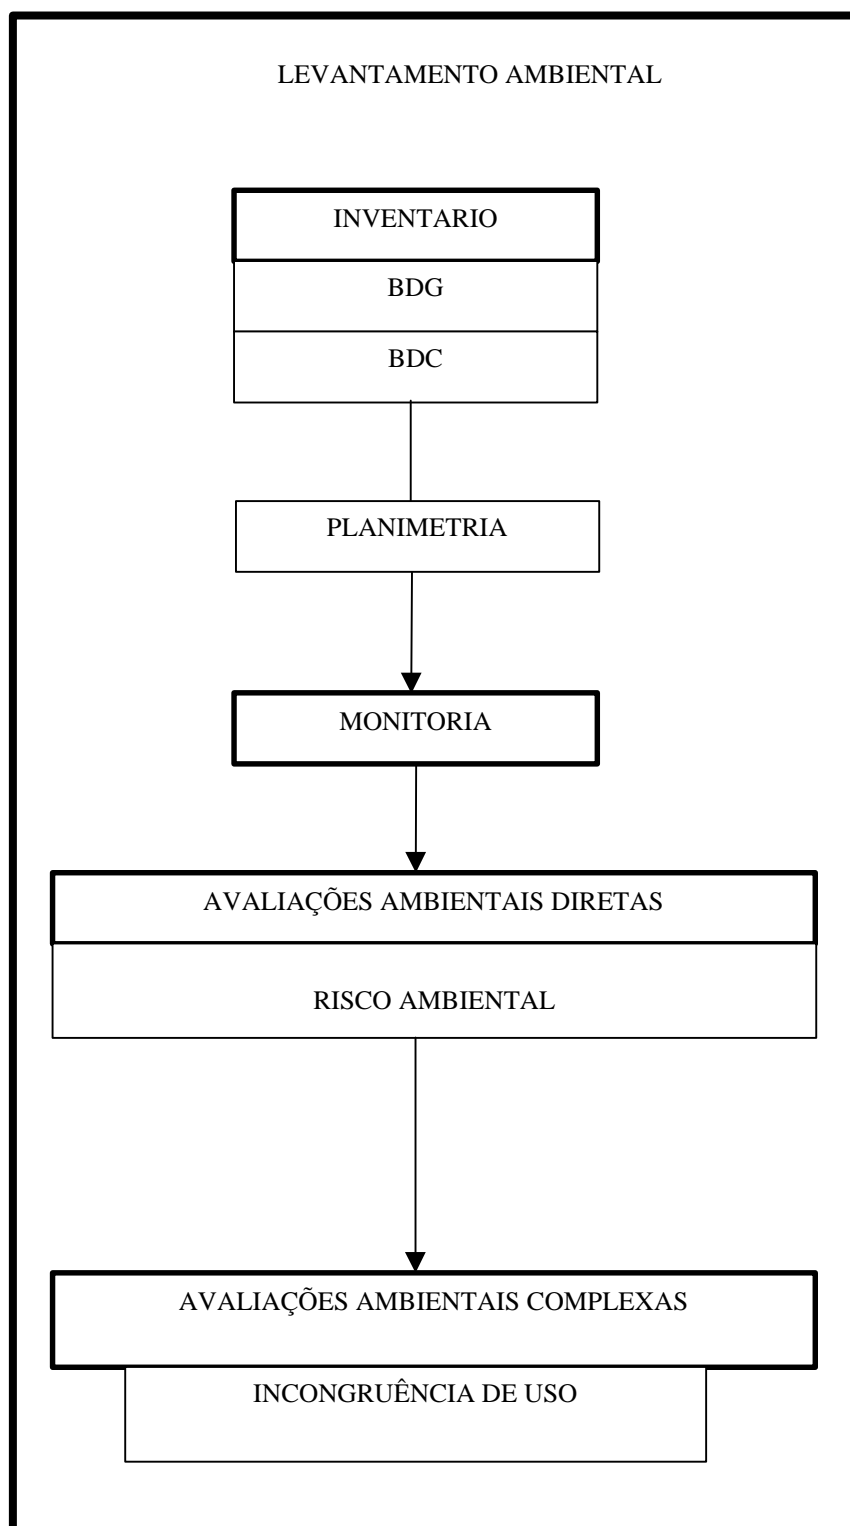 LEVANTAMENTO AMBIENTAL
INVENTARIO
BDG
BDC
PLANIMETRIA
MONITORIA
AVALIAÇÕES AMBIENTAIS DIRETAS
RISCO AMBIENTAL
AVALIAÇÕES AMBIENTAIS COMPLEXAS
INCONGRUÊNCIA DE USO